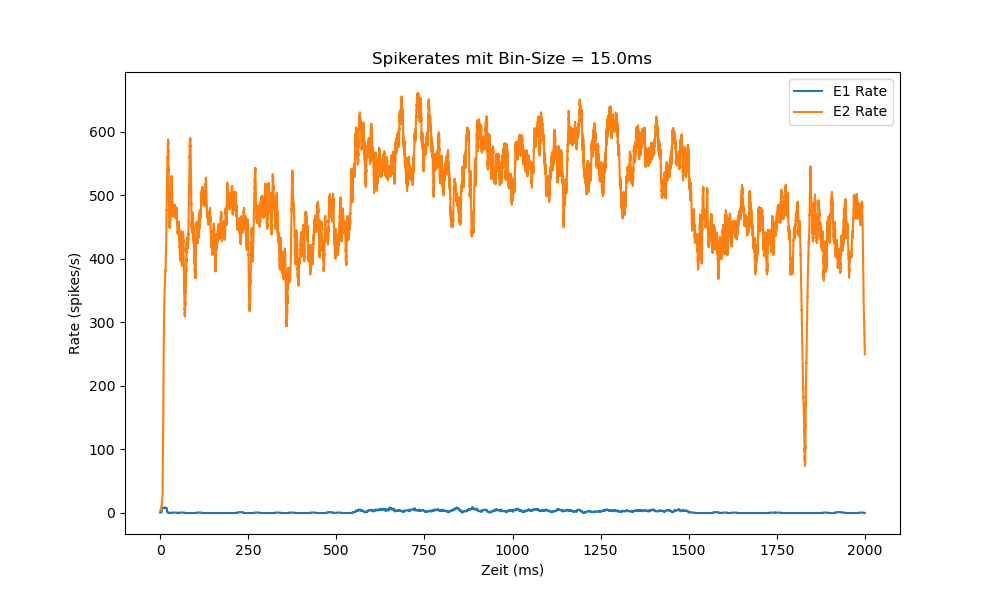 Spikerates mit Bin-Size = 15.0ms
E1 Rate
E2 Rate
Rate (spikes/s)
600
500
400
300
200
100
0
0 250 500 750 1000 1250 1500 1750 2000
Zeit (ms)